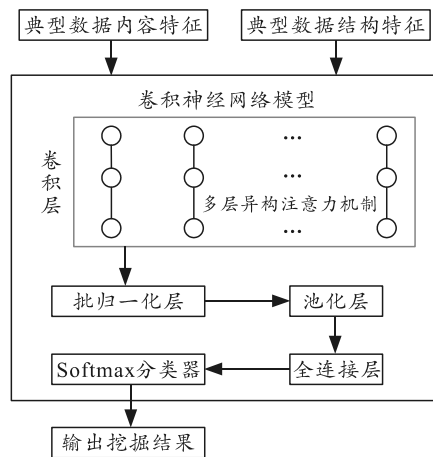 典型数据内容特征
典型数据结构特征
卷积神经网络模型
卷积层
...
...
多层异构注意力机制
...
批归一化层
池化层
Softmax分类器
全连接层
输出挖掘结果